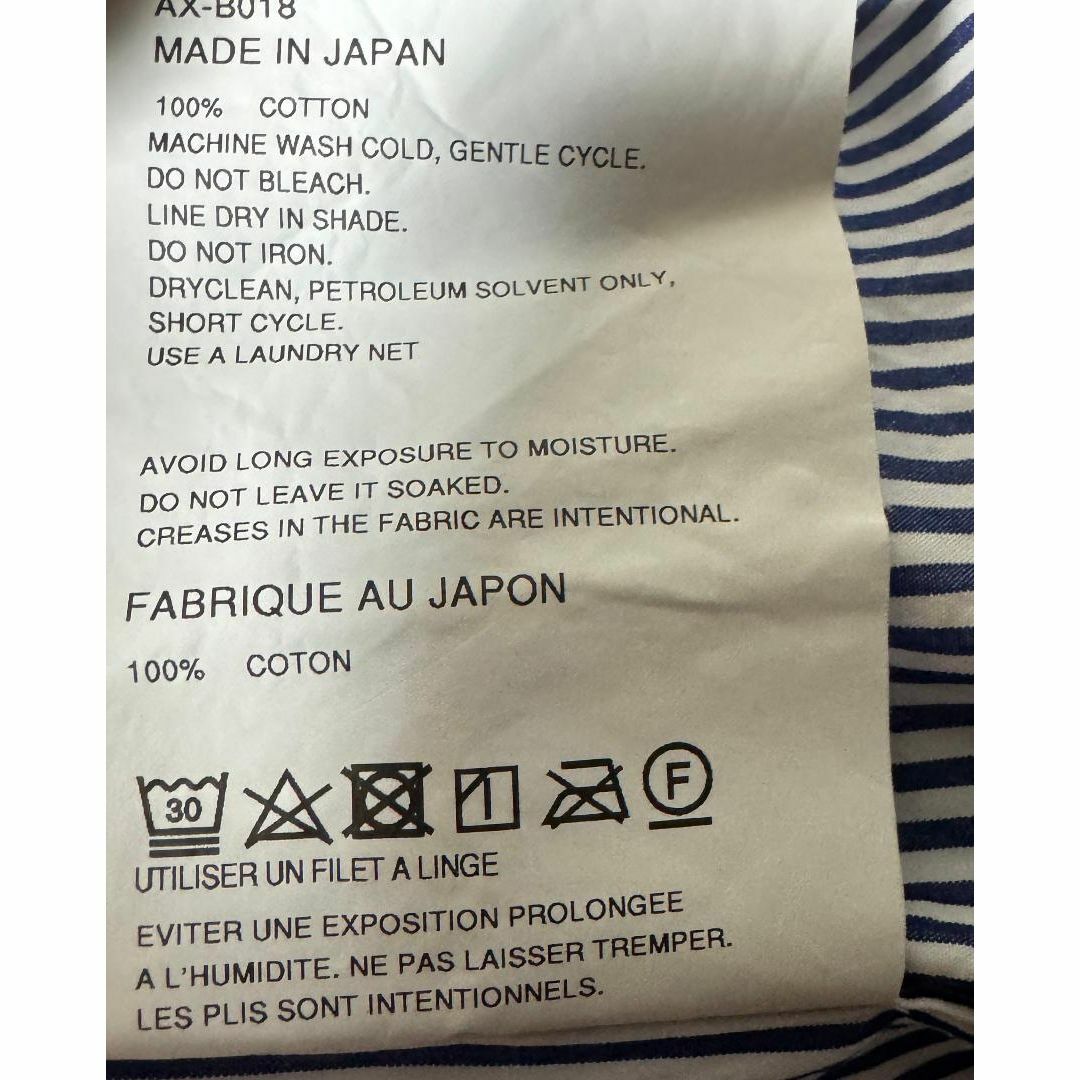 AX-B018
MADE IN JAPAN
100% COTTON
MACHINE WASH COLD, GENTLE CYCLE.
DO NOT BLEACH.
LINE DRY IN SHADE.
DO NOT IRON.
DRYCLEAN, PETROLEUM SOLVENT ONLY,
SHORT CYCLE.
USE A LAUNDRY NET
AVOID LONG EXPOSURE TO MOISTURE.
DO NOT LEAVE IT SOAKED.
CREASES IN THE FABRIC ARE INTENTIONAL.
FABRIQUE AU JAPON
100% COTON
30 F
UTILISER UN FILET A LINGE
EVITER UNE EXPOSITION PROLONGEE
A L'HUMIDITE. NE PAS LAISSER TREMPER.
LES PLIS SONT INTENTIONNELS.